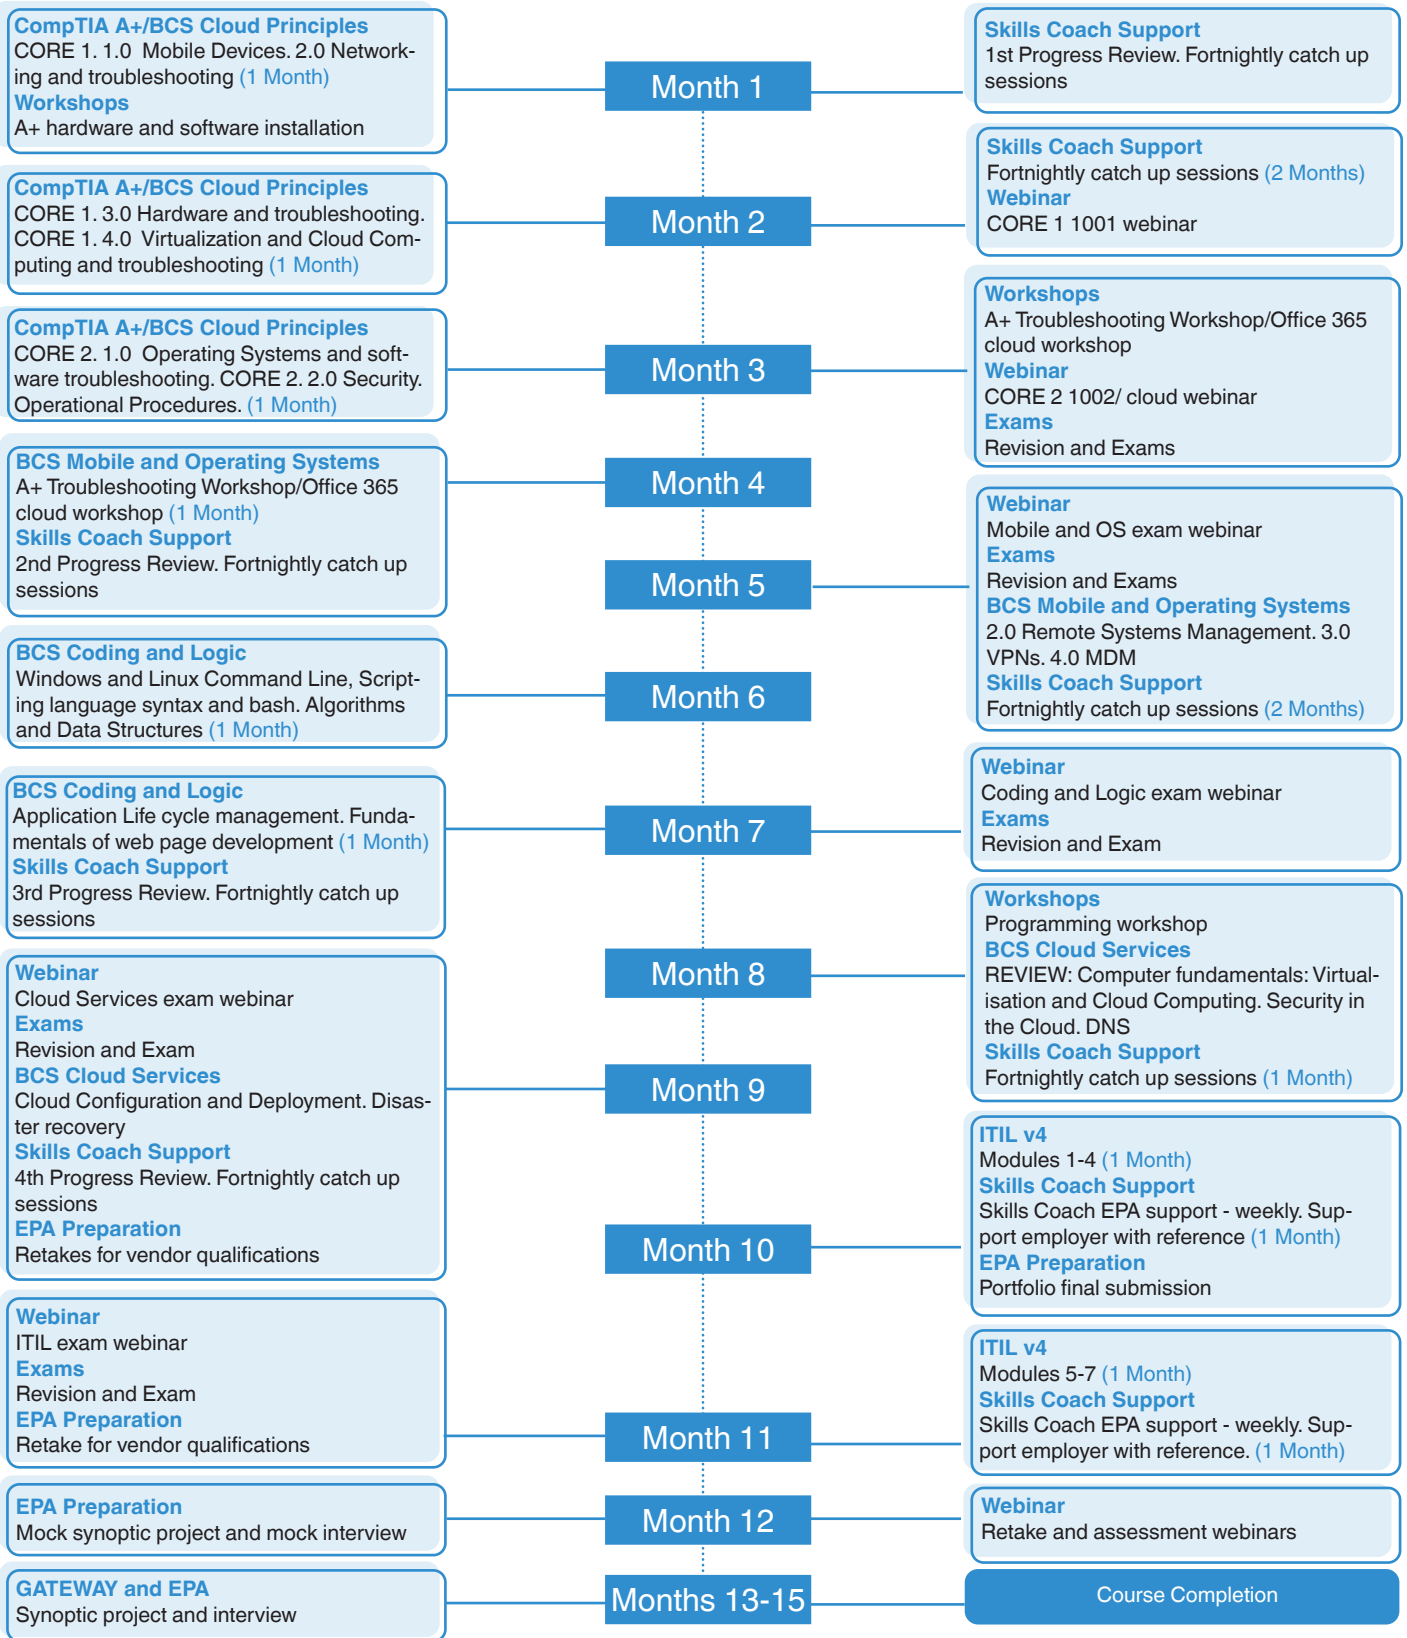 CompTIA A+/BCS Cloud Principles
CORE 1. 1.0 Mobile Devices. 2.0 Network-
ing and troubleshooting (1 Month)
Workshops
A+ hardware and software installation
Month 1
Skills Coach Support
1st Progress Review. Fortnightly catch up
sessions
CompTIA A+/BCS Cloud Principles
CORE 1. 3.0 Hardware and troubleshooting.
CORE 1. 4.0 Virtualization and Cloud Com-
puting and troubleshooting (1 Month)
Month 2
Skills Coach Support
Fortnightly catch up sessions (2 Months)
Webinar
CORE 1 1001 webinar
CompTIA A+/BCS Cloud Principles
CORE 2. 1.0 Operating Systems and soft-
ware troubleshooting. CORE 2. 2.0 Security.
Operational Procedures. (1 Month)
Month 3
Workshops
A+ Troubleshooting Workshop/Office 365
cloud workshop
Webinar
CORE 2 1002/ cloud webinar
Exams
Revision and Exams
BCS Mobile and Operating Systems
A+ Troubleshooting Workshop/Office 365
cloud workshop (1 Month)
Skills Coach Support
2nd Progress Review. Fortnightly catch up
sessions
Month 4
Month 5
Webinar
Mobile and OS exam webinar
Exams
Revision and Exams
BCS Mobile and Operating Systems
2.0 Remote Systems Management. 3.0
VPNs. 4.0 MDM
Skills Coach Support
Fortnightly catch up sessions (2 Months)
BCS Coding and Logic
Windows and Linux Command Line, Script-
ing language syntax and bash. Algorithms
and Data Structures (1 Month)
Month 6
BCS Coding and Logic
Application Life cycle management. Funda-
mentals of web page development (1 Month)
Skills Coach Support
3rd Progress Review. Fortnightly catch up
sessions
Month 7
Webinar
Coding and Logic exam webinar
Exams
Revision and Exam
Month 8
Workshops
Programming workshop
BCS Cloud Services
REVIEW: Computer fundamentals: Virtual-
isation and Cloud Computing. Security in
the Cloud. DNS
Skills Coach Support
Fortnightly catch up sessions (1 Month)
Webinar
Cloud Services exam webinar
Exams
Revision and Exam
BCS Cloud Services
Cloud Configuration and Deployment. Disas-
ter recovery
Skills Coach Support
4th Progress Review. Fortnightly catch up
sessions
EPA Preparation
Retakes for vendor qualifications
Month 9
Month 10
ITIL v4
Modules 1-4 (1 Month)
Skills Coach Support
Skills Coach EPA support - weekly. Sup-
port employer with reference (1 Month)
EPA Preparation
Portfolio final submission
Webinar
ITIL exam webinar
Exams
Revision and Exam
EPA Preparation
Retake for vendor qualifications
Month 11
ITIL v4
Modules 5-7 (1 Month)
Skills Coach Support
Skills Coach EPA support - weekly. Sup-
port employer with reference. (1 Month)
EPA Preparation
Mock synoptic project and mock interview
Month 12
Webinar
Retake and assessment webinars
GATEWAY and EPA
Synoptic project and interview
Months 13-15
Course Completion